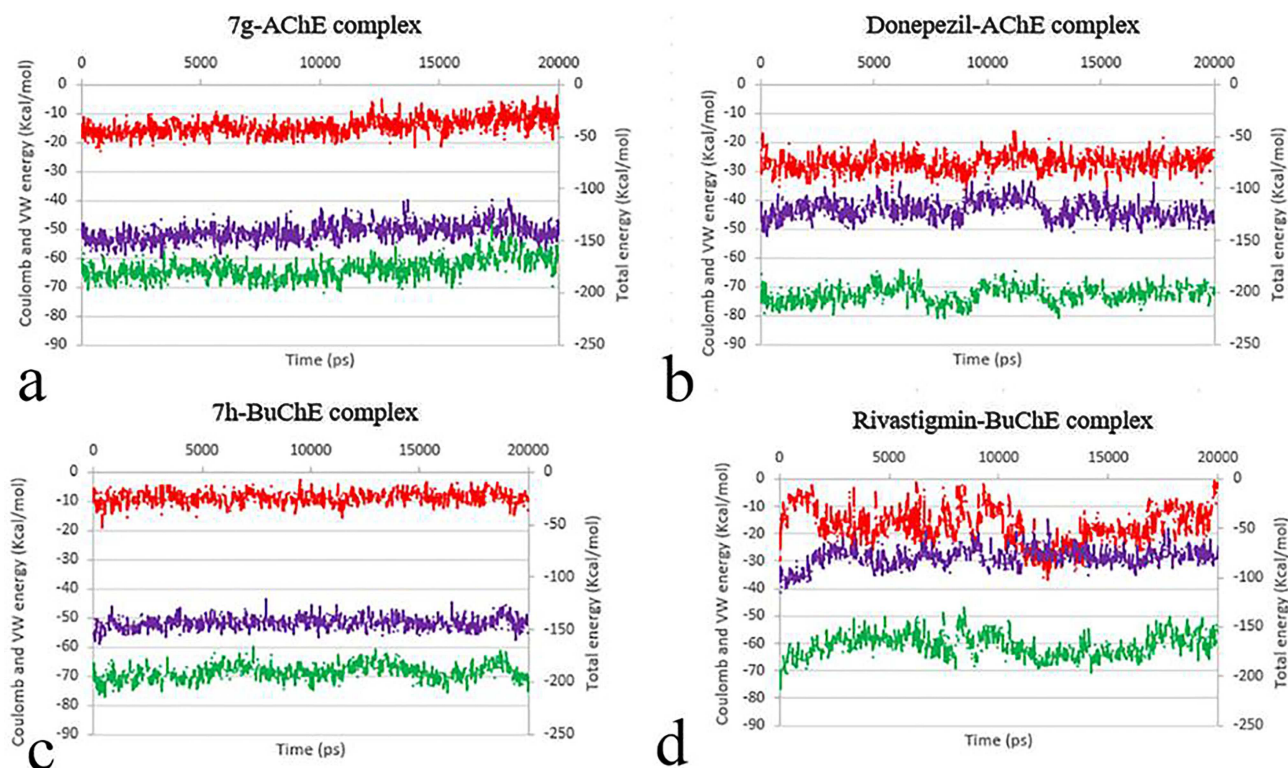 7g-AChE complex
0 5000 10000 15000 20000
0
-10
-20
-30
-40
-50
-60
-70
-80
-90
Coulomb and VW energy (Kcal/mol)
0
-50
-100
-150
-200
-250
Total energy (Kcal/mol)
Time (ps)
a
Donepezil-AChE complex
0 5000 10000 15000 20000
0
-10
-20
-30
-40
-50
-60
-70
-80
-90
Coulomb and VW energy (Kcal/mol)
0
-50
-100
-150
-200
-250
Total energy (Kcal/mol)
Time (ps)
b
7h-BuChE complex
0 5000 10000 15000 20000
0
-10
-20
-30
-40
-50
-60
-70
-80
-90
Coulomb and VW energy (Kcal/mol)
0
-50
-100
-150
-200
-250
Total energy (Kcal/mol)
Time (ps)
c
Rivastigmin-BuChE complex
0 5000 10000 15000 20000
0
-10
-20
-30
-40
-50
-60
-70
-80
-90
Coulomb and VW energy (Kcal/mol)
0
-50
-100
-150
-200
-250
Total energy (Kcal/mol)
Time (ps)
d